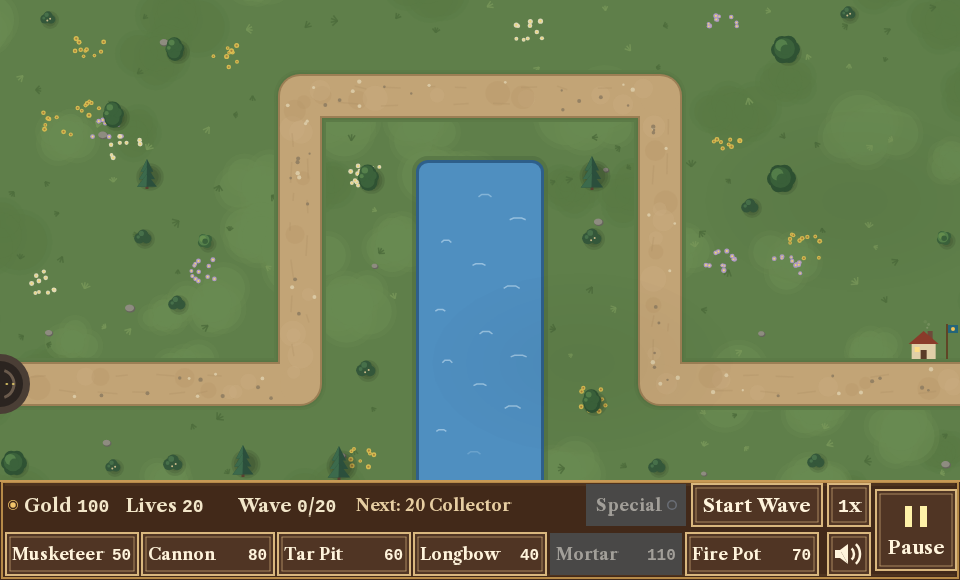 Gold 100 Lives 20 Wave 0/20 Next: 20 Collector Special Start Wave 1x
Musketeer 50 Cannon 80 Tar Pit 60 Longbow 40 Mortar 110 Fire Pot 70 Pause